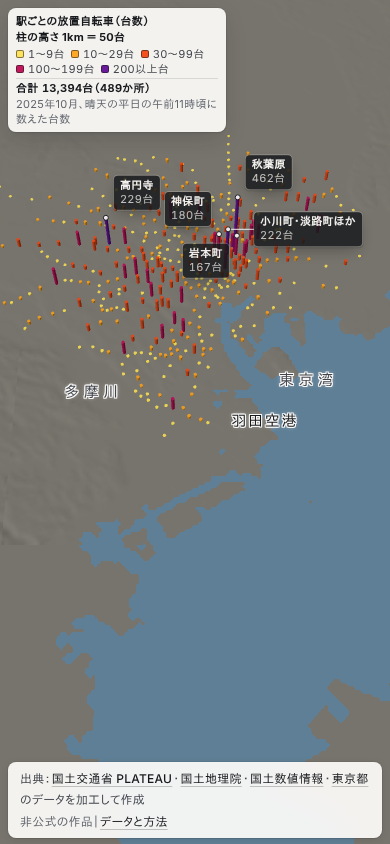 駅ごとの放置自転車（台数）
柱の高さ1km＝50台
1〜9台 10〜29台 30〜99台
100〜199台 200以上台
合計 13,394台（489か所）
2025年10月、晴天の平日の午前11時頃に
数えた台数
秋葉原
462台
高円寺
229台
神保町
180台
小川町・淡路町ほか
222台
岩本町
167台
多摩川
東京湾
羽田空港
出典：国土交通省 PLATEAU・国土地理院・国土数値情報・東京都
のデータを加工して作成
非公式の作品|データと方法